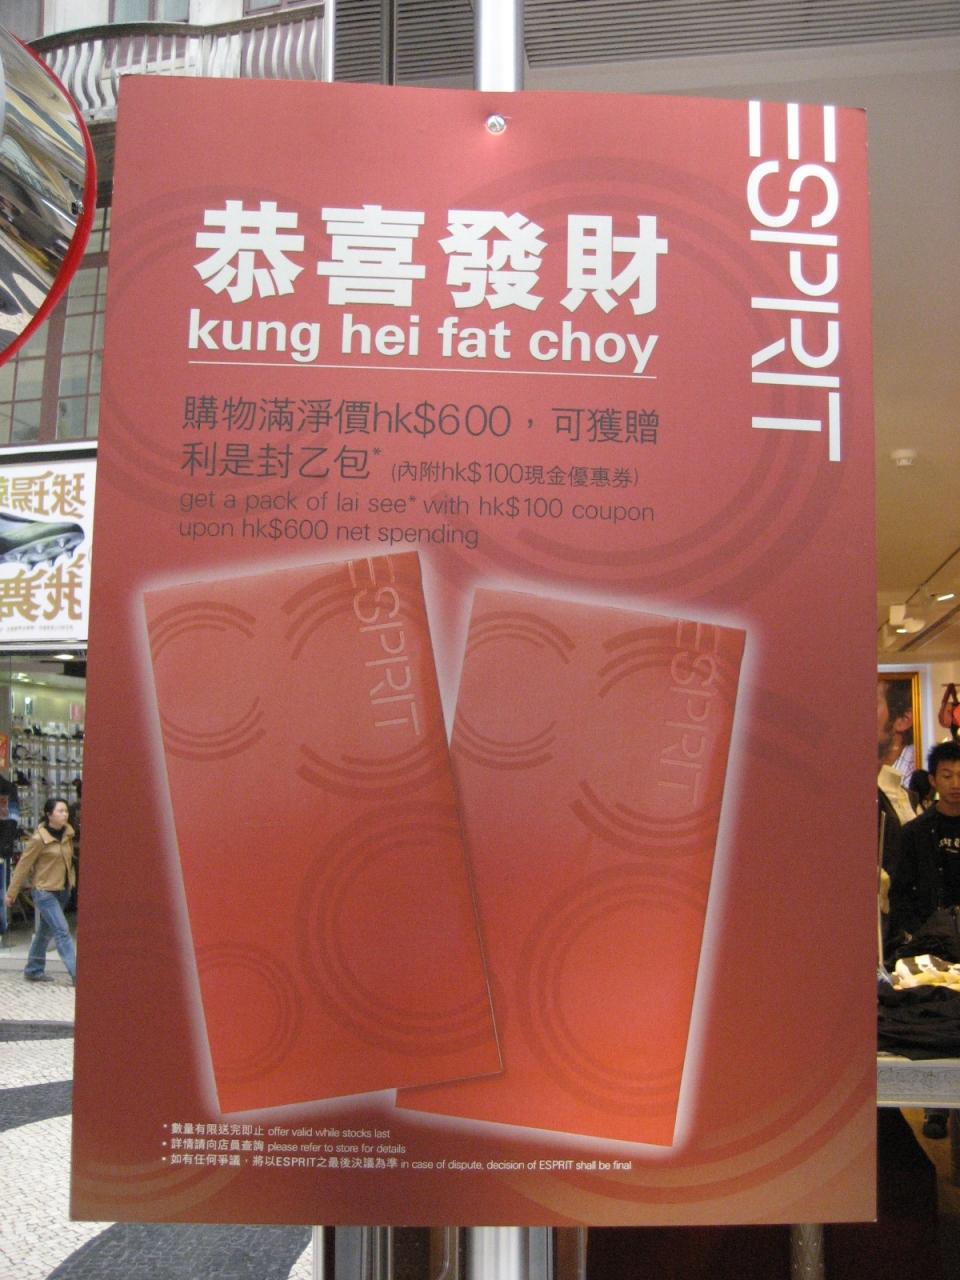 ESPRIT
恭喜發財
kung hei fat choy
購物滿淨價hk$600，可獲贈
利是封乙包* (內附hk$100現金優惠券)
get a pack of lai see* with hk$100 coupon
upon hk$600 net spending
ESPRIT
ESPRIT
* 數量有限送完即止 offer valid while stocks last
• 詳情請向店員查詢 please refer to store for details
• 如有任何爭議，將以ESPRIT之最後決議為準 in case of dispute, decision of ESPRIT shall be final